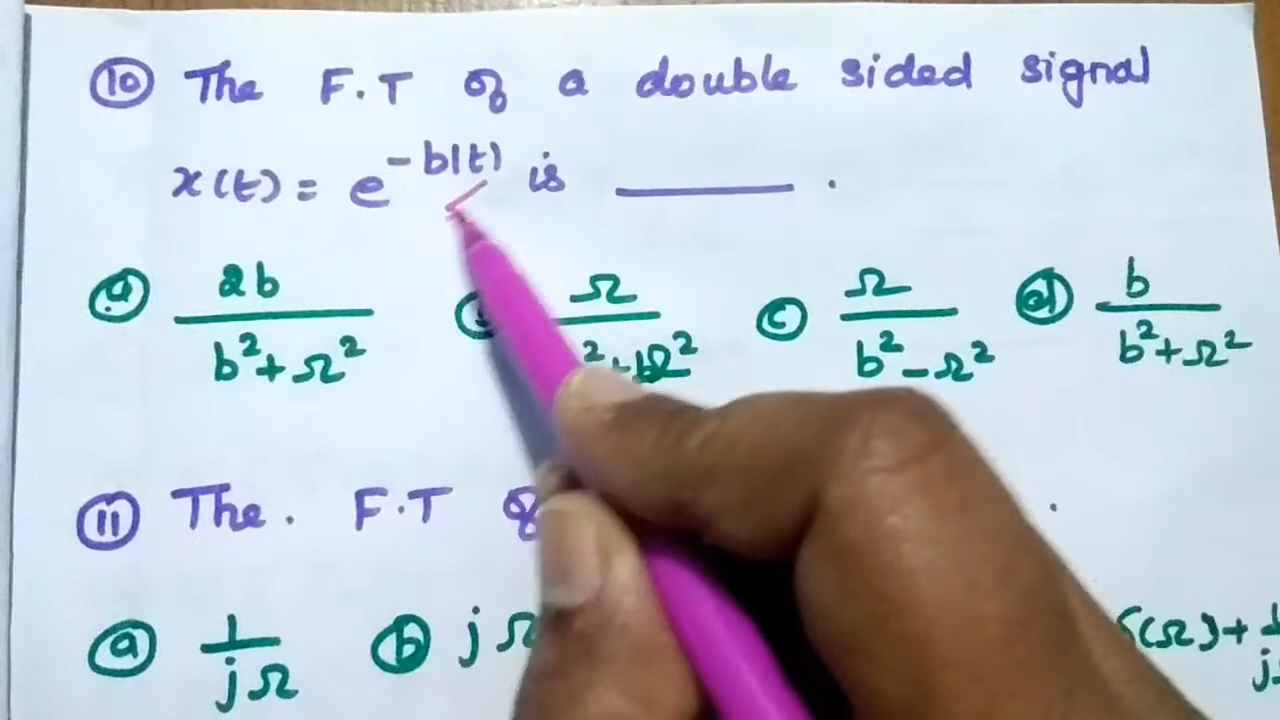 10 The F.T of a double sided signal
x(t) = e^-b|t| is ______ .
a 2b / b²+Ω² Ω c Ω / b²-Ω² d b / b²+Ω²
11 The. F.T of .
a 1 / jΩ b jΩ